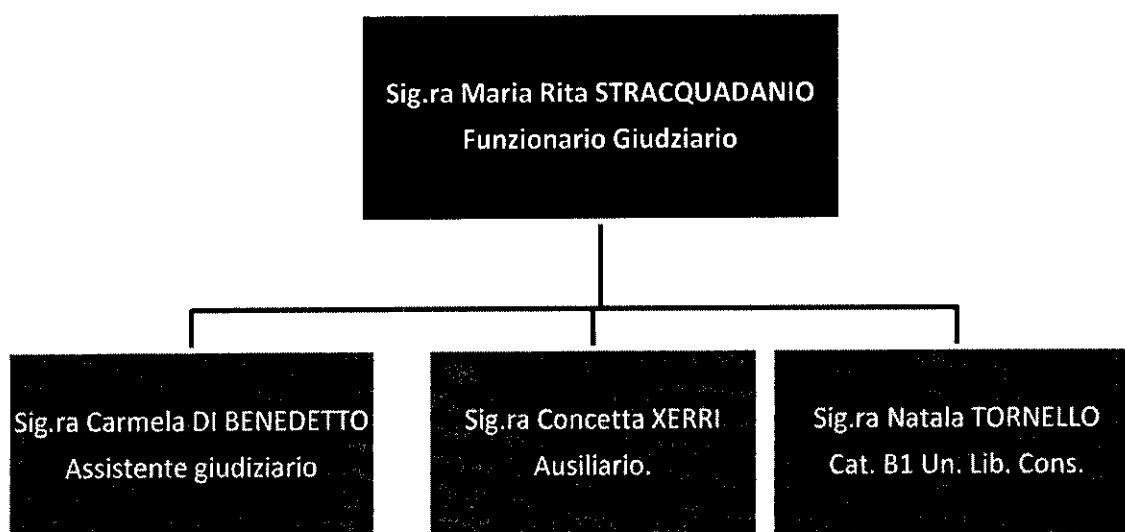 Sig.ra Maria Rita STRACQUADANIO
Funzionario Giudziario
Sig.ra Carmela DI BENEDETTO
Assistente giudiziario
Sig.ra Concetta XERRI
Ausiliario.
Sig.ra Natala TORNELLO
Cat. B1 Un. Lib. Cons.